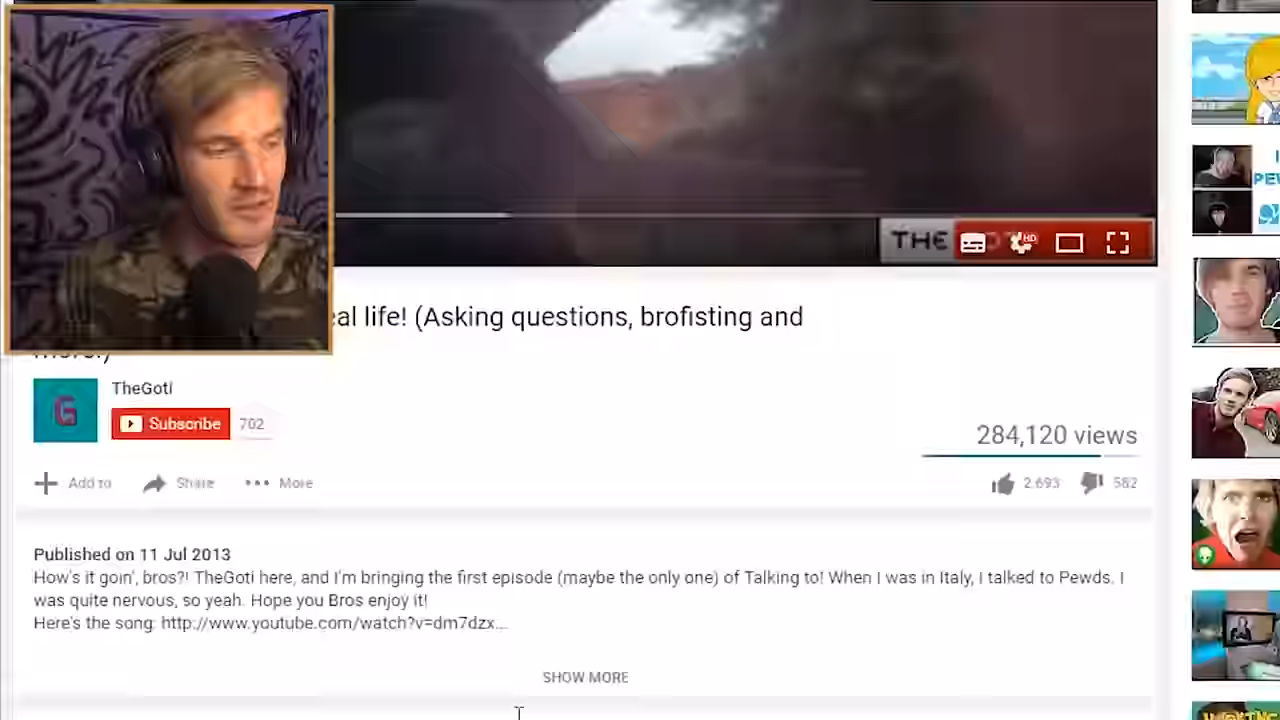 THE
HD
eal life! (Asking questions, brofisting and
more!)
TheGoti
Subscribe 702
284,120 views
Add to Share More
2.693 582
Published on 11 Jul 2013
How's it goin', bros?! TheGoti here, and I'm bringing the first episode (maybe the only one) of Talking to! When I was in Italy, I talked to Pewds. I
was quite nervous, so yeah. Hope you Bros enjoy it!
Here's the song: http://www.youtube.com/watch?v=dm7dzx...
SHOW MORE